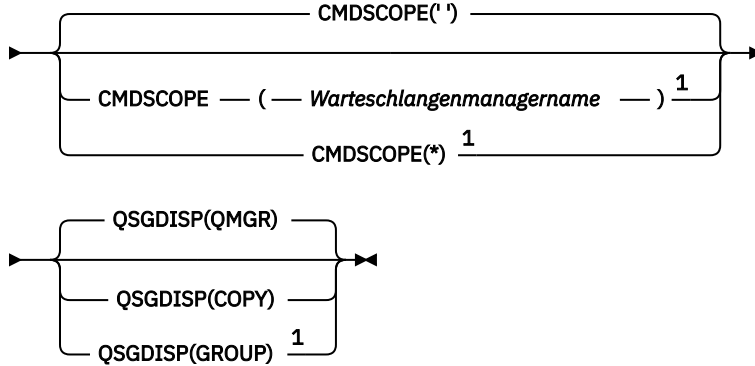 CMDSCOPE(' ')
CMDSCOPE ( Warteschlangenmanagername ) 1
CMDSCOPE(*) 1
QSGDISP(QMGR)
QSGDISP(COPY)
QSGDISP(GROUP) 1